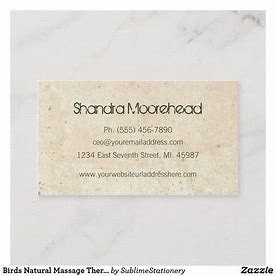 Shandra Moorehead
Ph. (555) 456-7890
ceo@youremailaddress.com
1234 East Seventh Street, MI. 45987
www.yourwebsiteurladdresshere.com
Birds Natural Massage Ther... by SublimeStationery
Zazzle